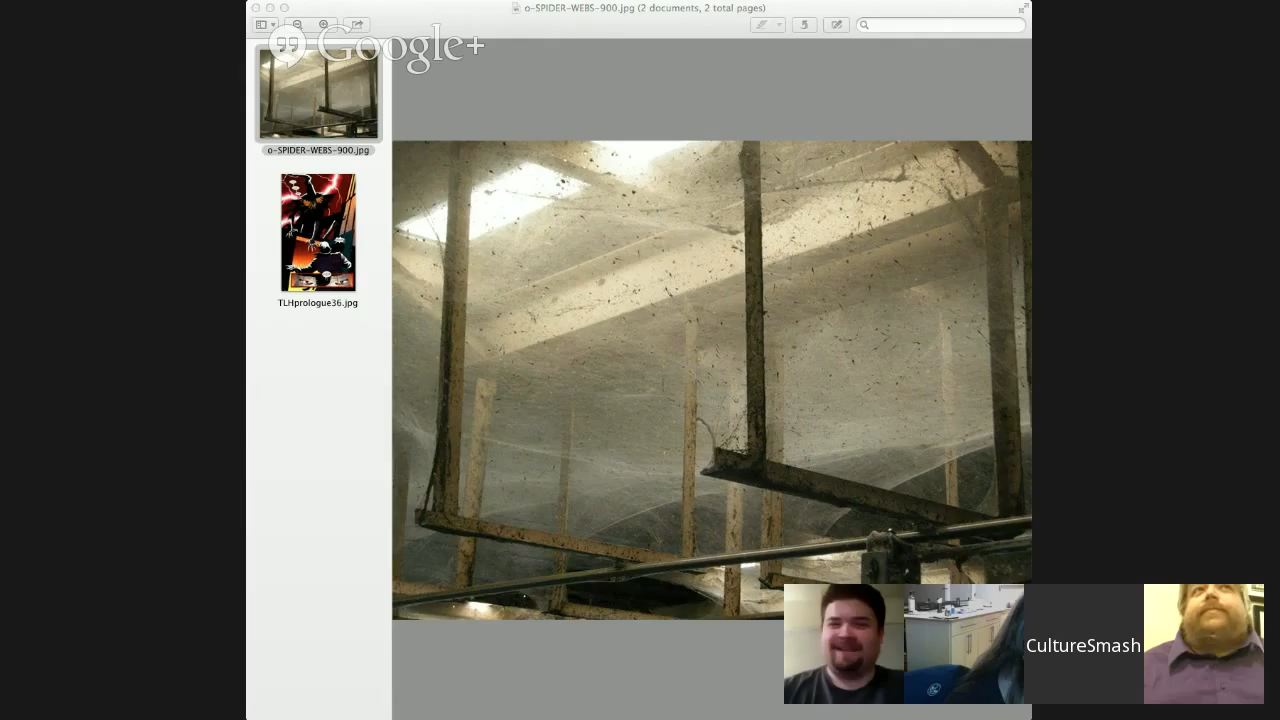 o-SPIDER-WEBS-900.jpg (2 documents, 2 total pages)
Google+
o-SPIDER-WEBS-900.jpg
TLHprologue36.jpg
CultureSmash